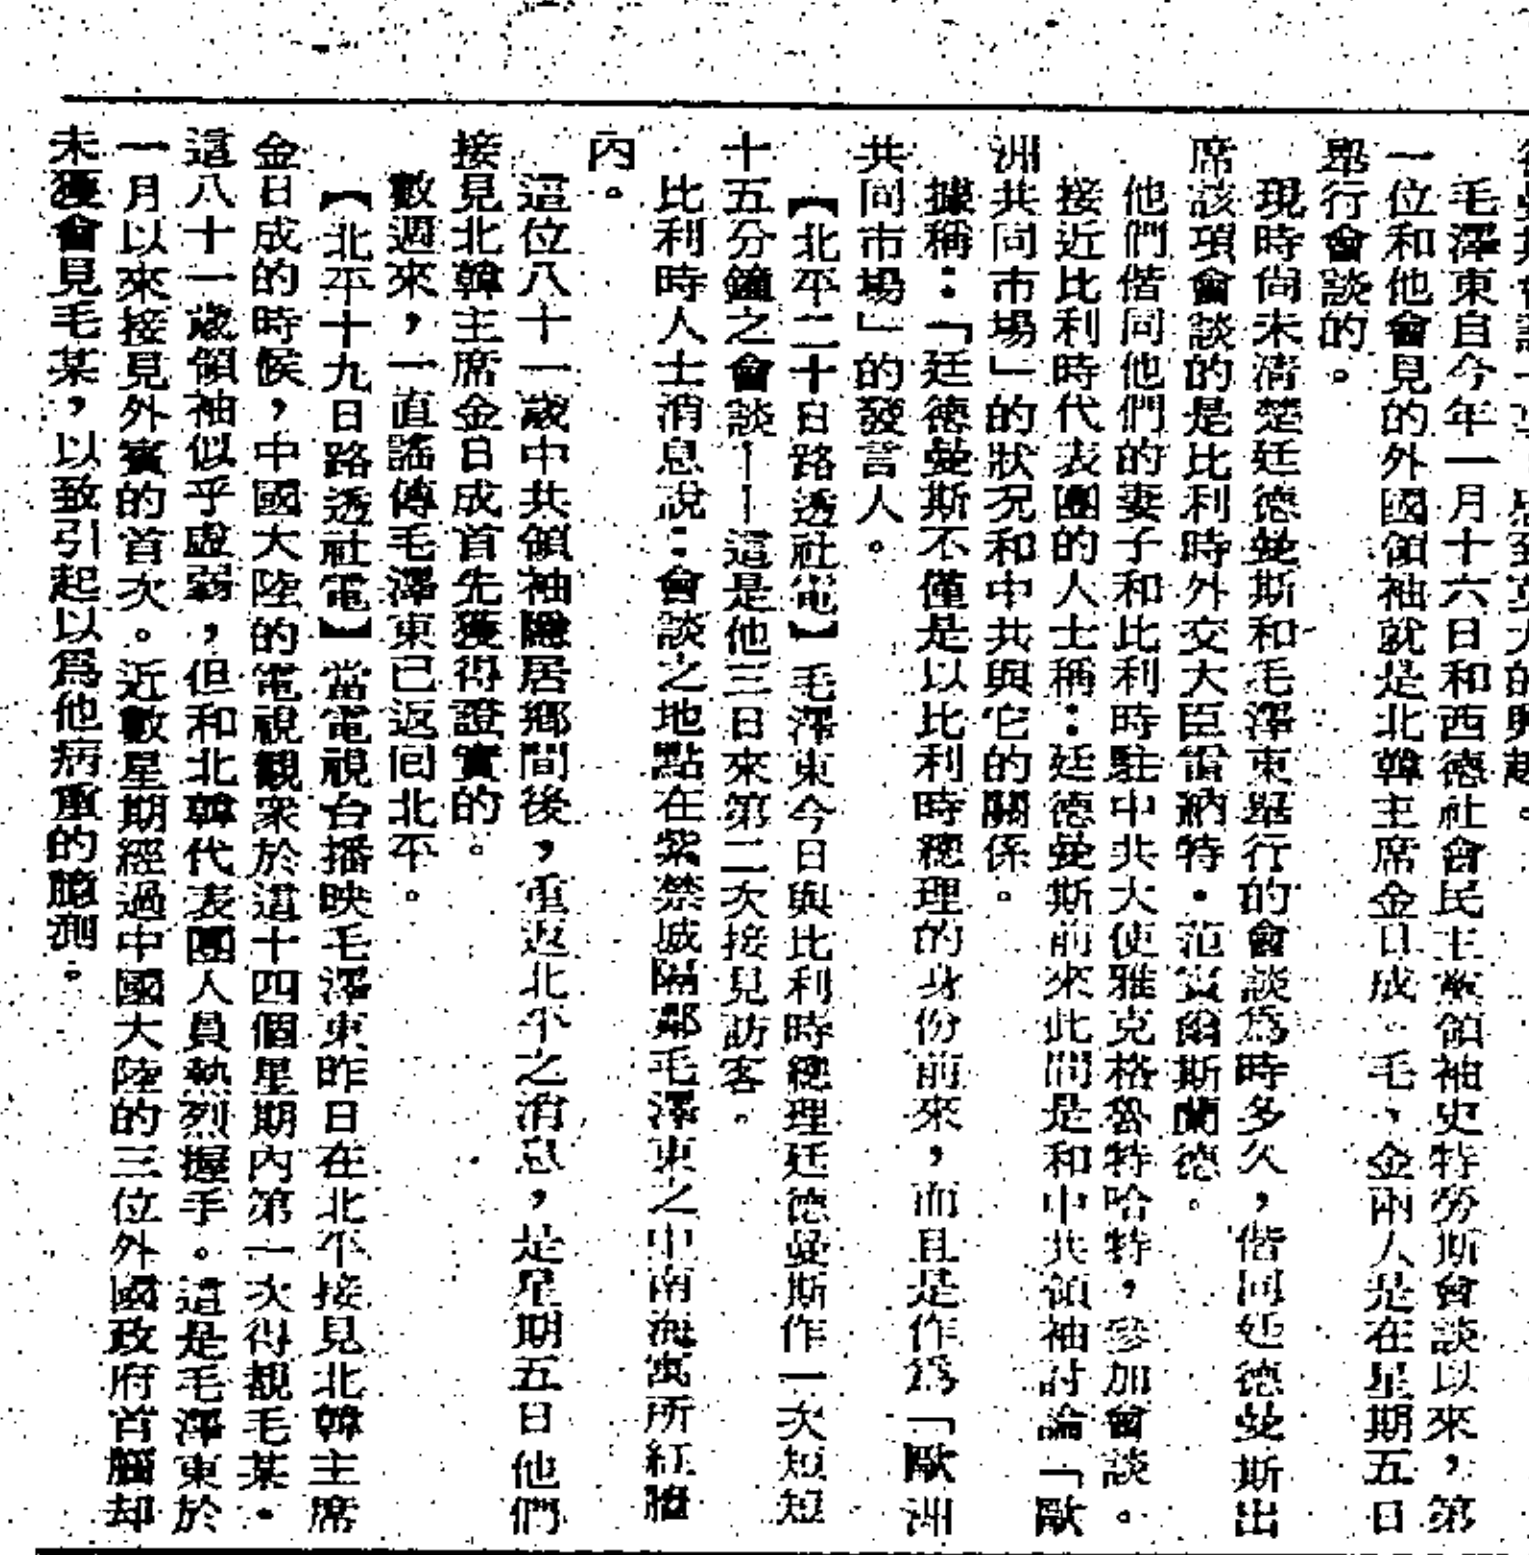 毛澤東自今年一月十六日和西德社會民主黨領袖史特勞斯會談以來，第
一位和他會見的外國領袖就是北韓主席金日成。毛，金兩人是在星期五日
舉行會談的。
現時尚未清楚廷德曼斯和毛澤東舉行的會談爲時多久，偕同廷德曼斯出
席該項會談的是比利時外交大臣雷納特・范 斯蘭德。
他們偕同他們的妻子和比利時駐中共大使雅克格魯特哈特，參加會談。
接近比利時代表團的人士稱：廷德曼斯前來此間是和中共領袖討論「歐
洲共同市場」的狀況和中共與它的關係。
據稱：「廷德曼斯不僅是以比利時總理的身份前來，而且是作爲「歐洲
共同市場」的發言人。
【北平二十日路透社電】毛澤東今日與比利時總理廷德曼斯作一次短短
十五分鐘之會談——這是他三日來第二次接見訪客。
比利時人士消息說：會談之地點在紫禁城隔鄰毛澤東之中南海寓所紅牆
內。
這位八十一歲中共領袖隱居鄉間後，重返北平之消息，是星期五日他們
接見北韓主席金日成首先獲得證實的。
數週來，一直謠傳毛澤東已返回北平。
【北平十九日路透社電】當電視台播映毛澤東昨日在北平接見北韓主席
金日成的時候，中國大陸的電視觀衆於這十四個星期內第一次得覩毛某・
這八十一歲領袖似乎虛弱，但和北韓代表團人員熱烈握手。這是毛澤東於
一月以來接見外賓的首次。近數星期經過中國大陸的三位外國政府首腦却
未獲會見毛某，以致引起以爲他病重的臆測。